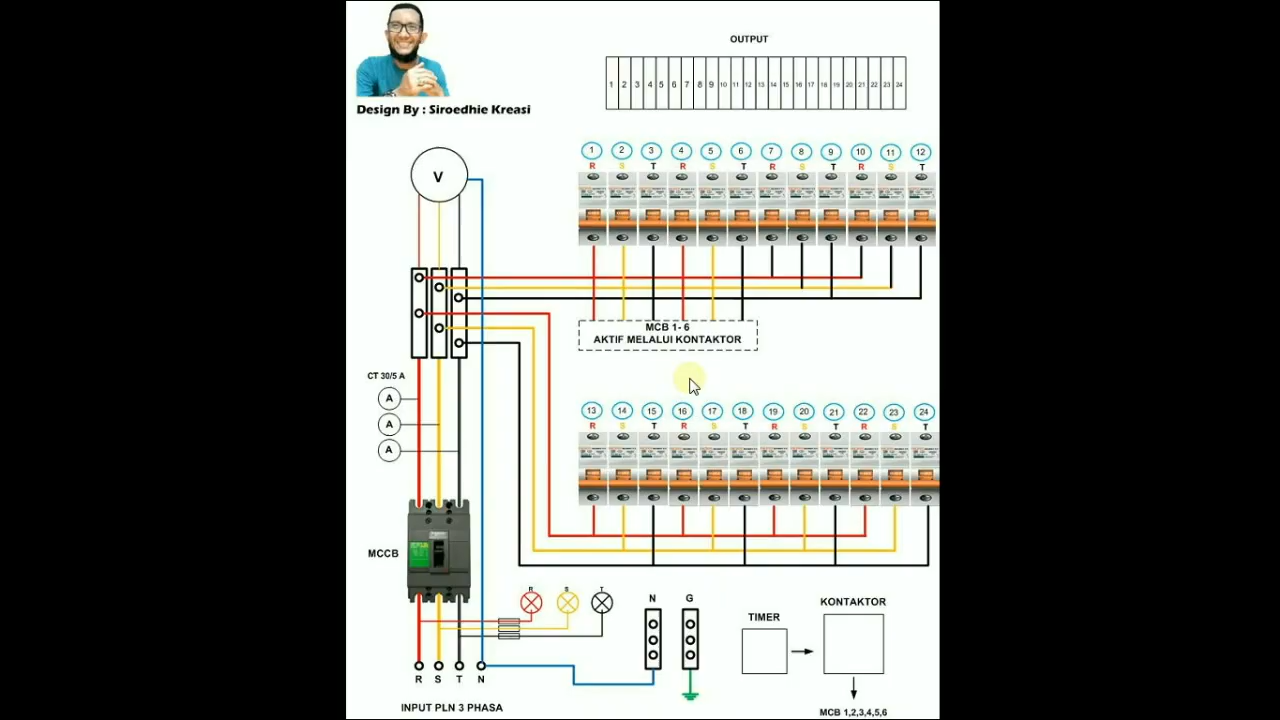 OUTPUT
1 2 3 4 5 6 7 8 9 10 11 12 13 14 15 16 17 18 19 20 21 22 23 24
Design By : Siroedhie Kreasi
1 2 3 4 5 6 7 8 9 10 11 12
R S T R S T R S T R S T
V
MCB 1- 6
AKTIF MELALUI KONTAKTOR
CT 30/5 A
A
A
A
13 14 15 16 17 18 19 20 21 22 23 24
R S T R S T R S T R S T
MCCB
R S T
N G
TIMER
KONTAKTOR
R S T N
INPUT PLN 3 PHASA
MCB 1,2,3,4,5,6